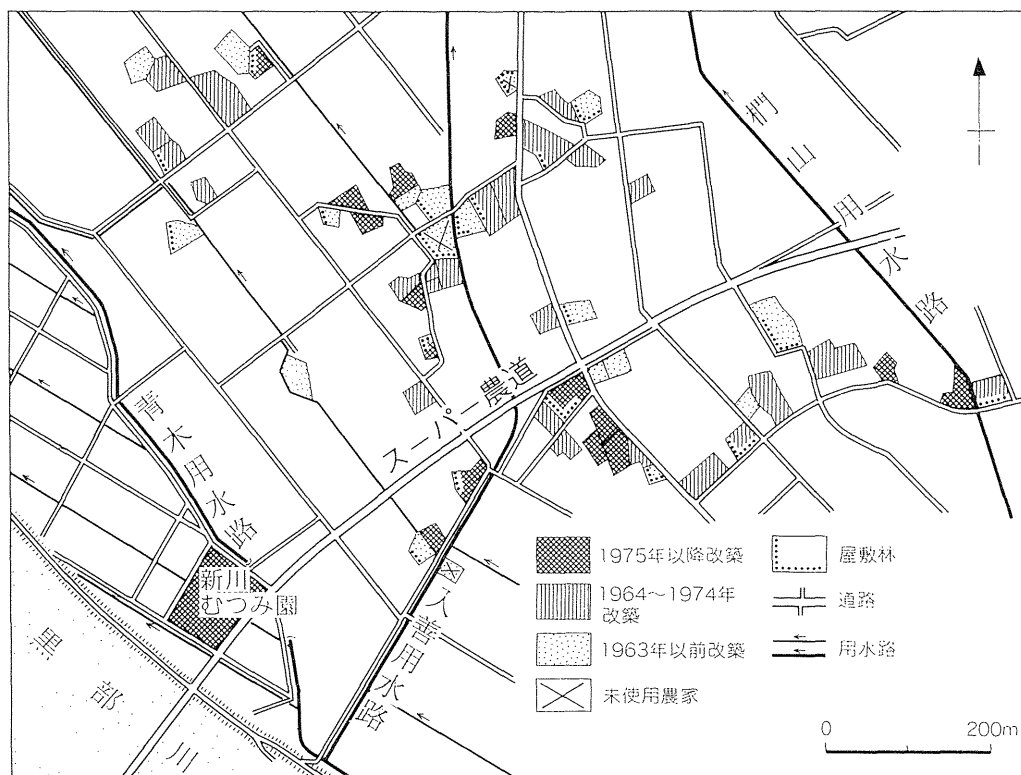 椚山用水路
スーパー農道
青木用水路
新川
むつみ園
入善用水路
黒部川
1975年以降改築
1964~1974年
改築
1963年以前改築
未使用農家
屋敷林
道路
用水路
0 200m